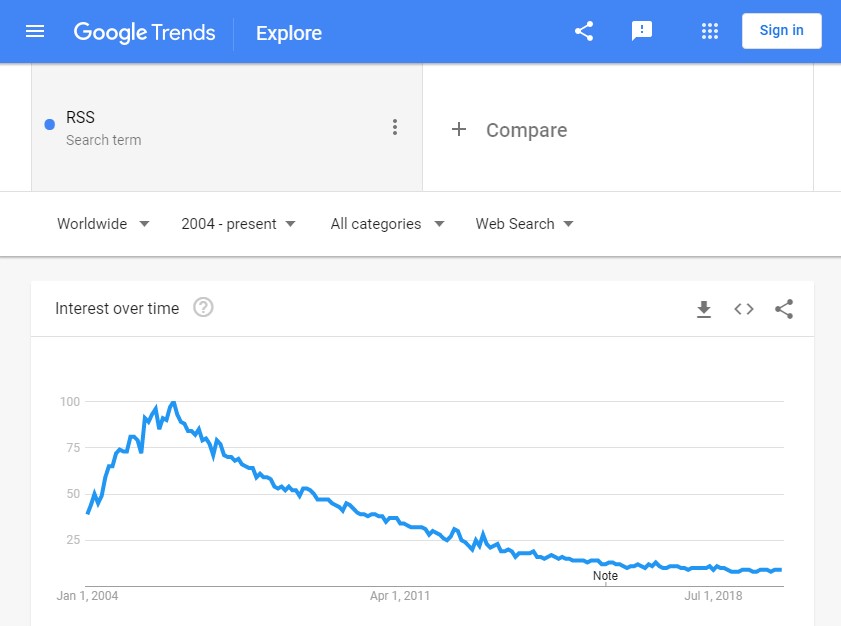 Google Trends
Explore
!
Sign in
RSS
Search term
+ Compare
Worldwide
2004 - present
All categories
Web Search
Interest over time
?
<>
100
75
50
25
Note
Jan 1, 2004
Apr 1, 2011
Jul 1, 2018